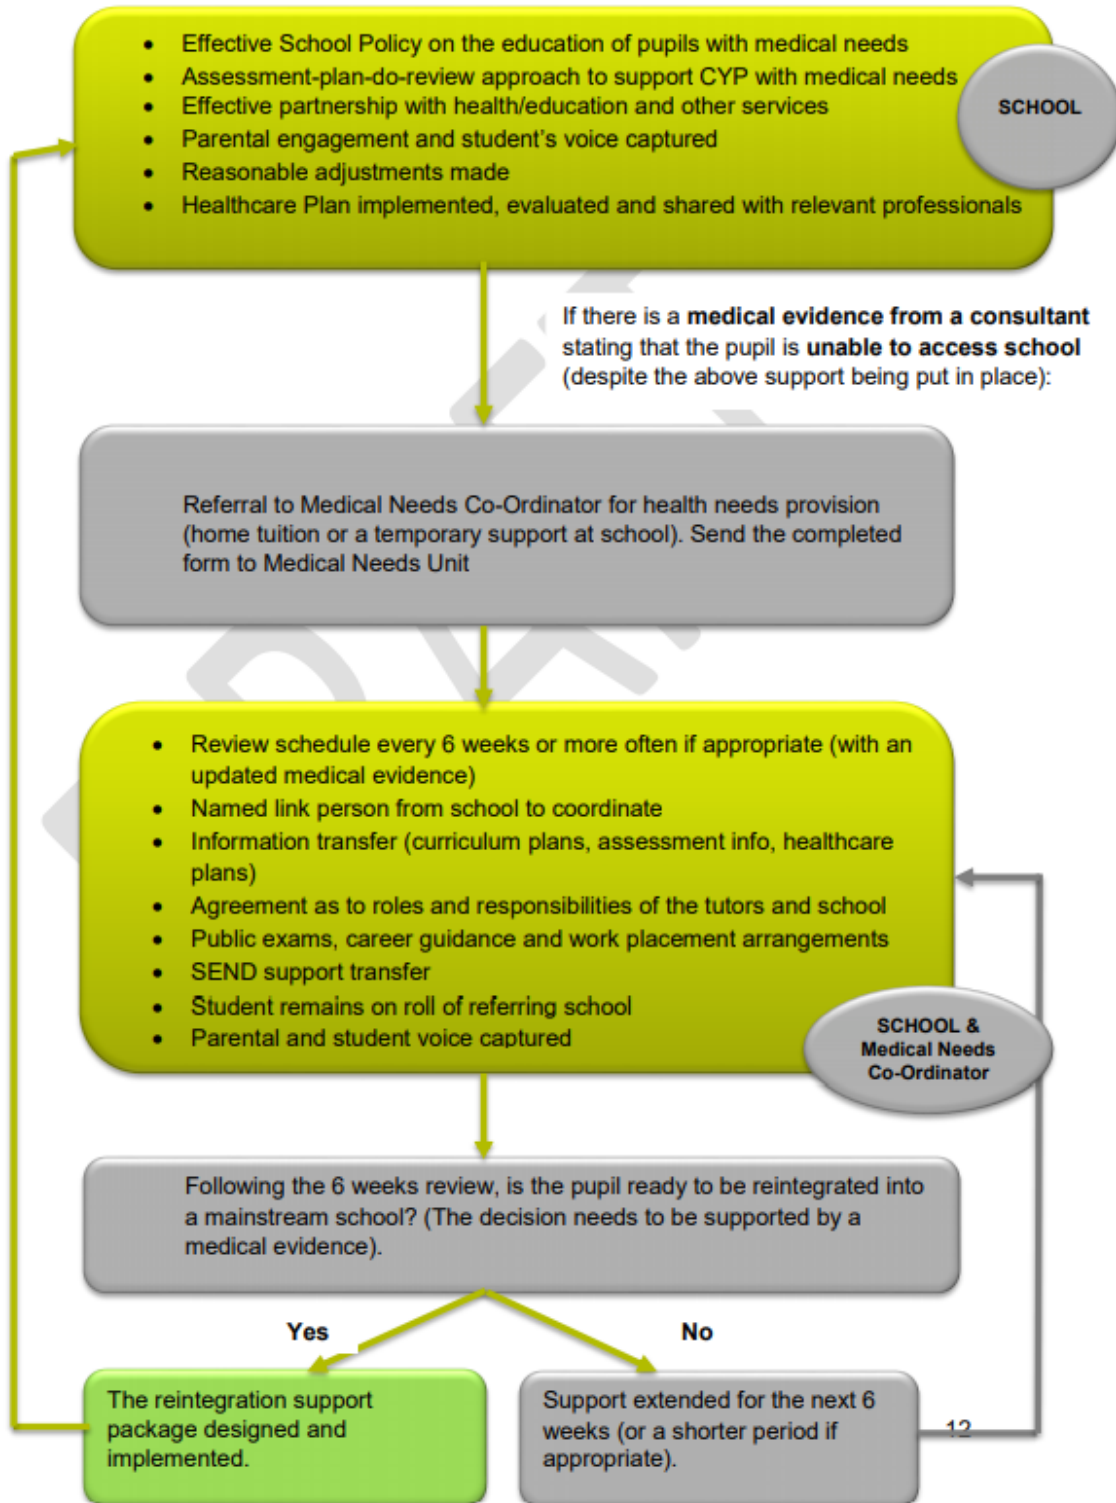 • Effective School Policy on the education of pupils with medical needs
• Assessment-plan-do-review approach to support CYP with medical needs
• Effective partnership with health/education and other services
• Parental engagement and student's voice captured
• Reasonable adjustments made
• Healthcare Plan implemented, evaluated and shared with relevant professionals
SCHOOL
If there is a medical evidence from a consultant
stating that the pupil is unable to access school
(despite the above support being put in place):
Referral to Medical Needs Co-Ordinator for health needs provision
(home tuition or a temporary support at school). Send the completed
form to Medical Needs Unit
• Review schedule every 6 weeks or more often if appropriate (with an
updated medical evidence)
• Named link person from school to coordinate
• Information transfer (curriculum plans, assessment info, healthcare
plans)
• Agreement as to roles and responsibilities of the tutors and school
• Public exams, career guidance and work placement arrangements
• SEND support transfer
• Student remains on roll of referring school
• Parental and student voice captured
SCHOOL &
Medical Needs
Co-Ordinator
Following the 6 weeks review, is the pupil ready to be reintegrated into
a mainstream school? (The decision needs to be supported by a
medical evidence).
Yes
No
The reintegration support
package designed and
implemented.
Support extended for the next 6
weeks (or a shorter period if
appropriate).
12